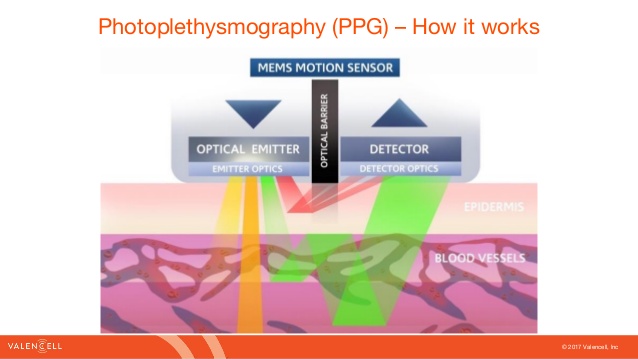 Photoplethysmography (PPG) – How it works
MEMS MOTION SENSOR
OPTICAL EMITTER
EMITTER OPTICS
OPTICAL BARRIER
DETECTOR
DETECTOR OPTICS
EPIDERMIS
BLOOD VESSELS
VALENCELL
© 2017 Valencell, Inc